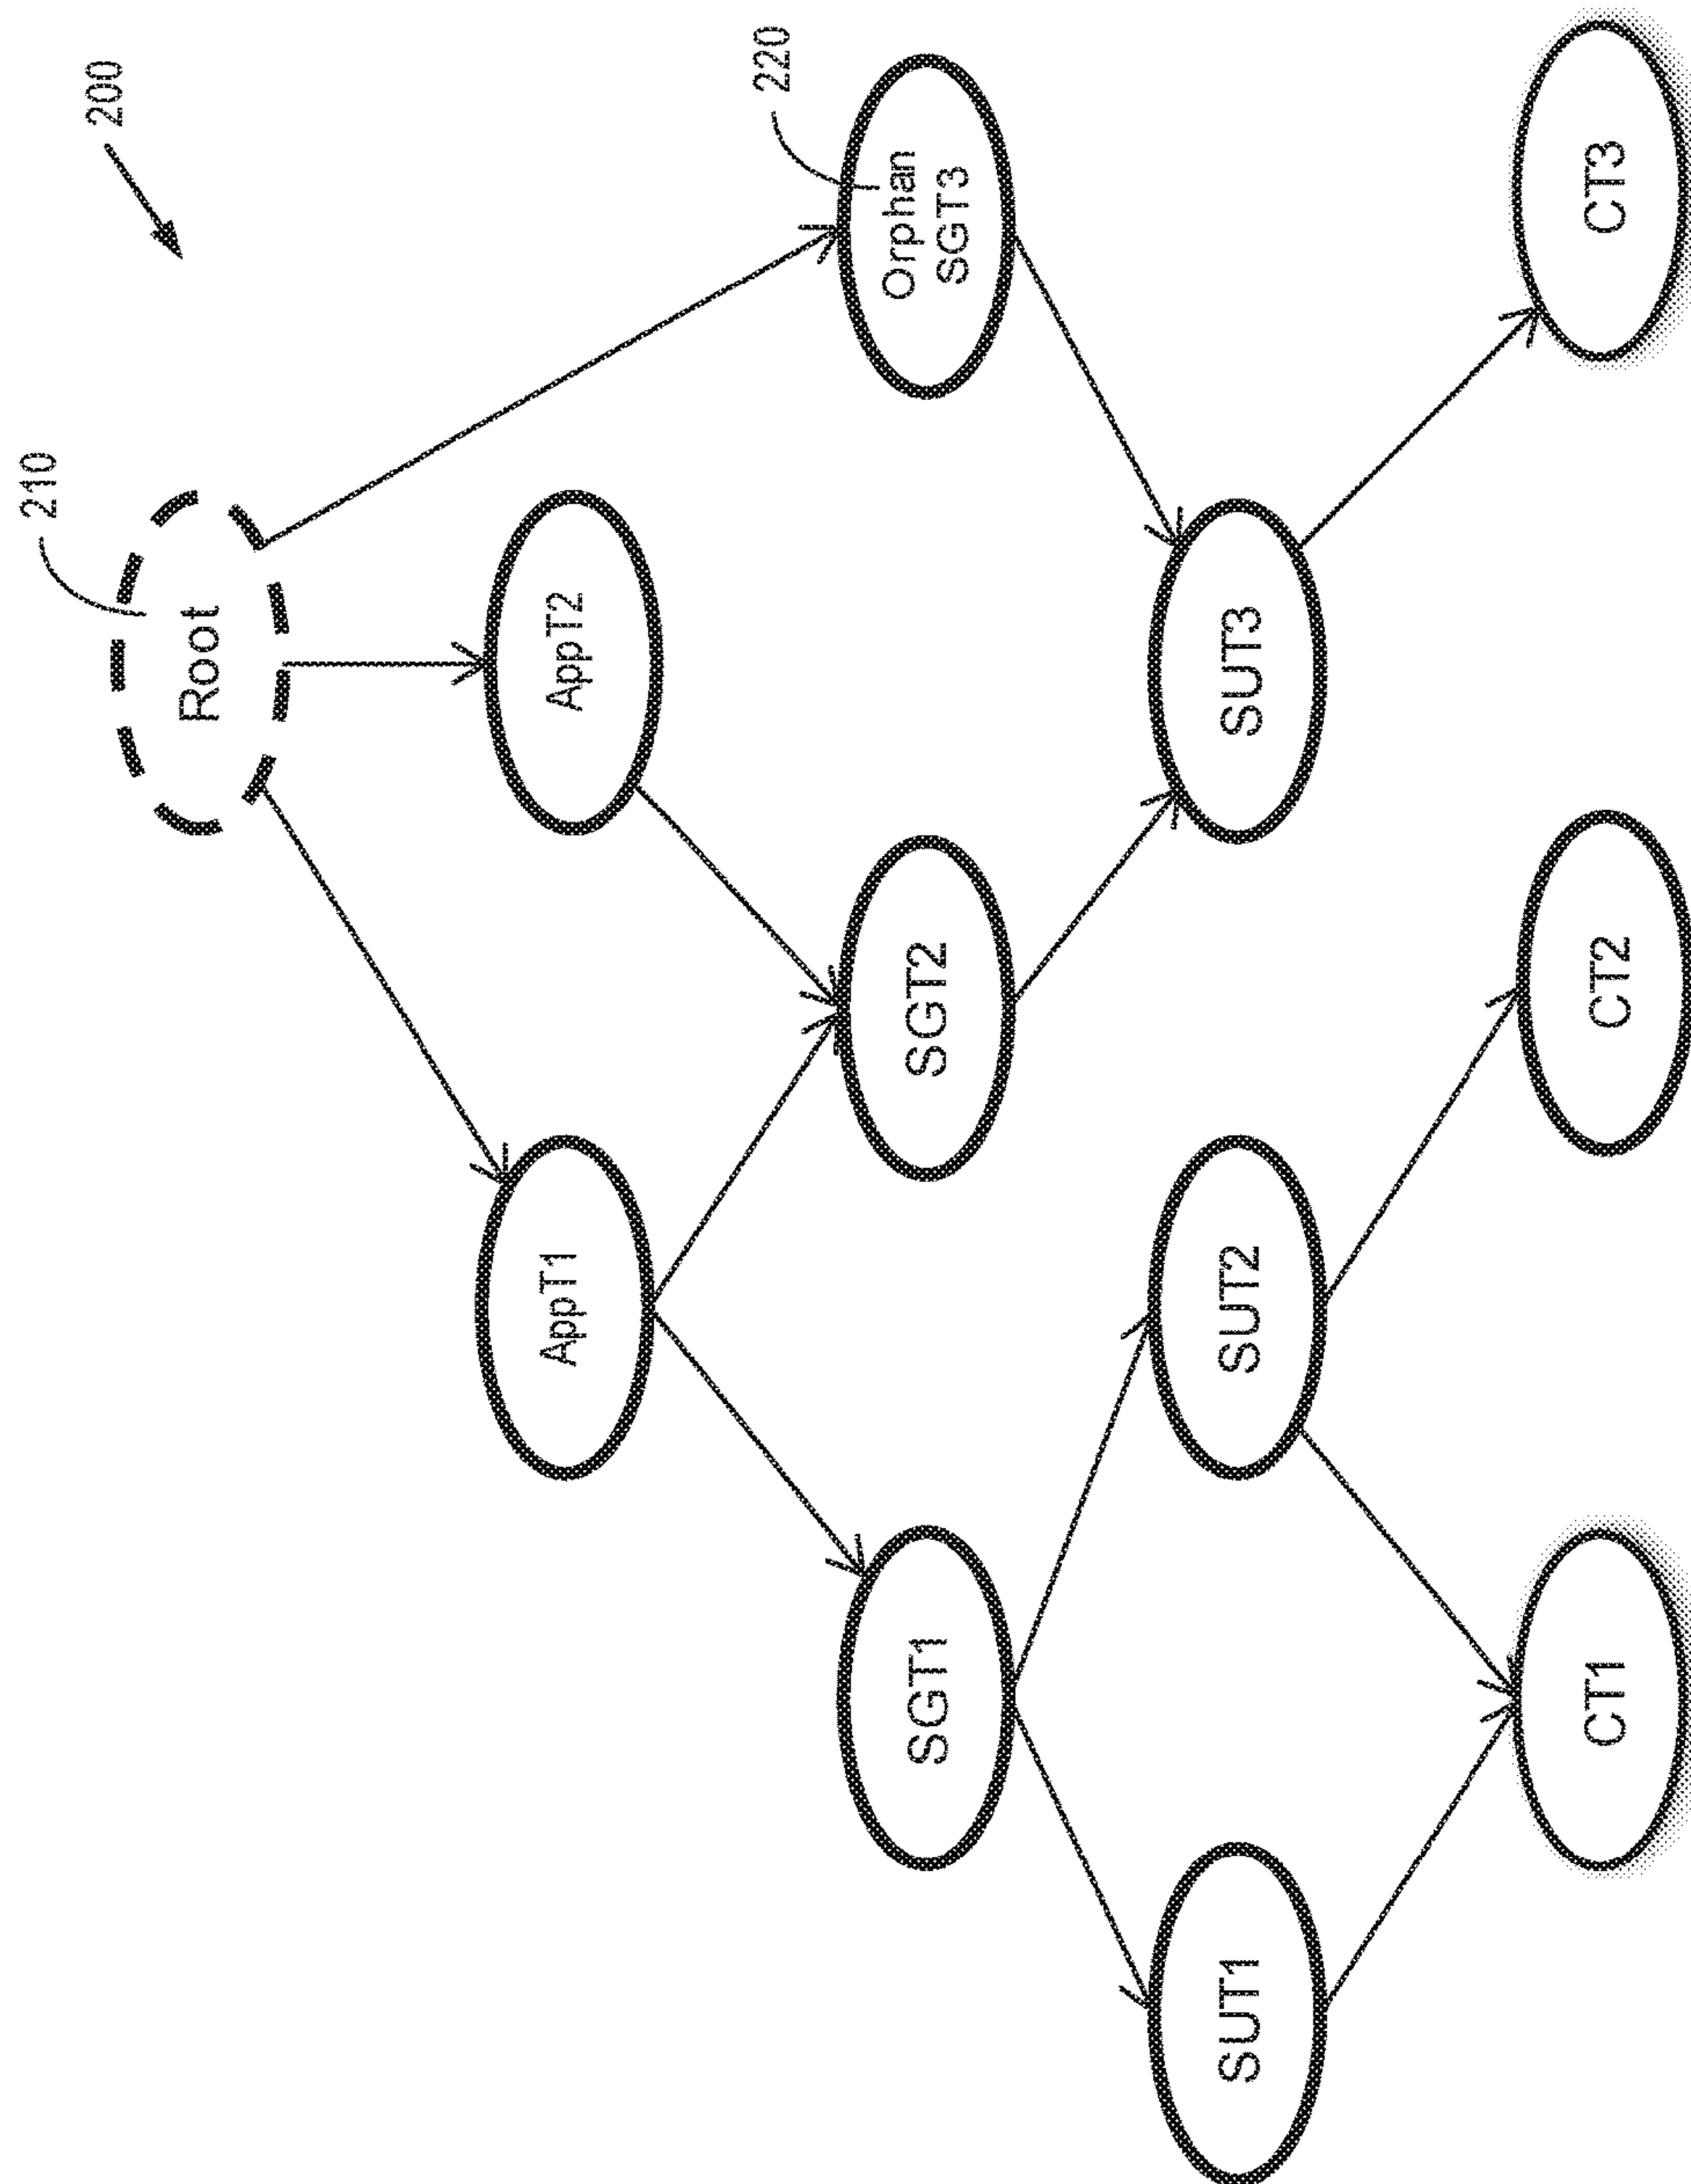 200
210
Root
AppT1
AppT2
220
Orphan
SGT3
SGT1
SGT2
SUT1
SUT2
SUT3
CT1
CT2
CT3